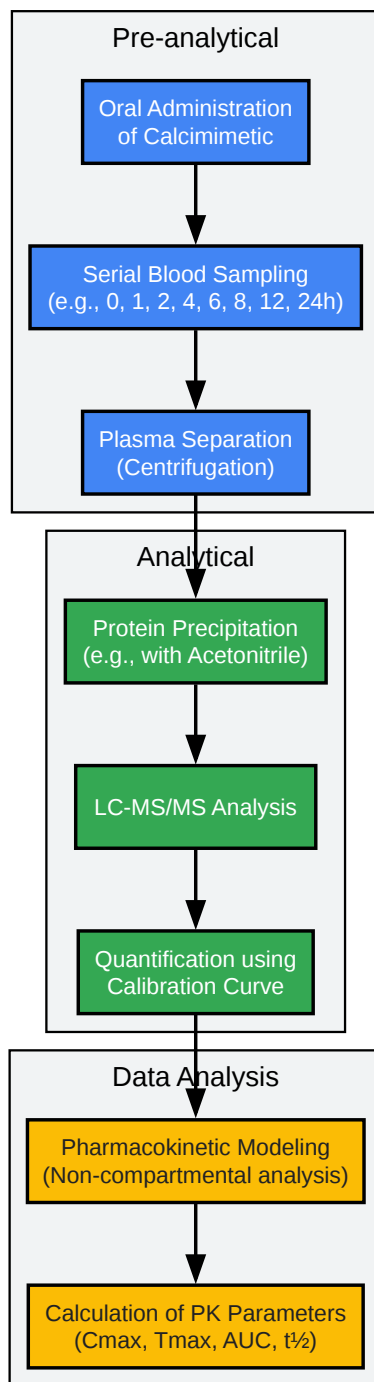 Pre-analytical
Oral Administration
of Calcimimetic
Serial Blood Sampling
(e.g., 0, 1, 2, 4, 6, 8, 12, 24h)
Plasma Separation
(Centrifugation)
Analytical
Protein Precipitation
(e.g., with Acetonitrile)
LC-MS/MS Analysis
Quantification using
Calibration Curve
Data Analysis
Pharmacokinetic Modeling
(Non-compartmental analysis)
Calculation of PK Parameters
(Cmax, Tmax, AUC, t½)